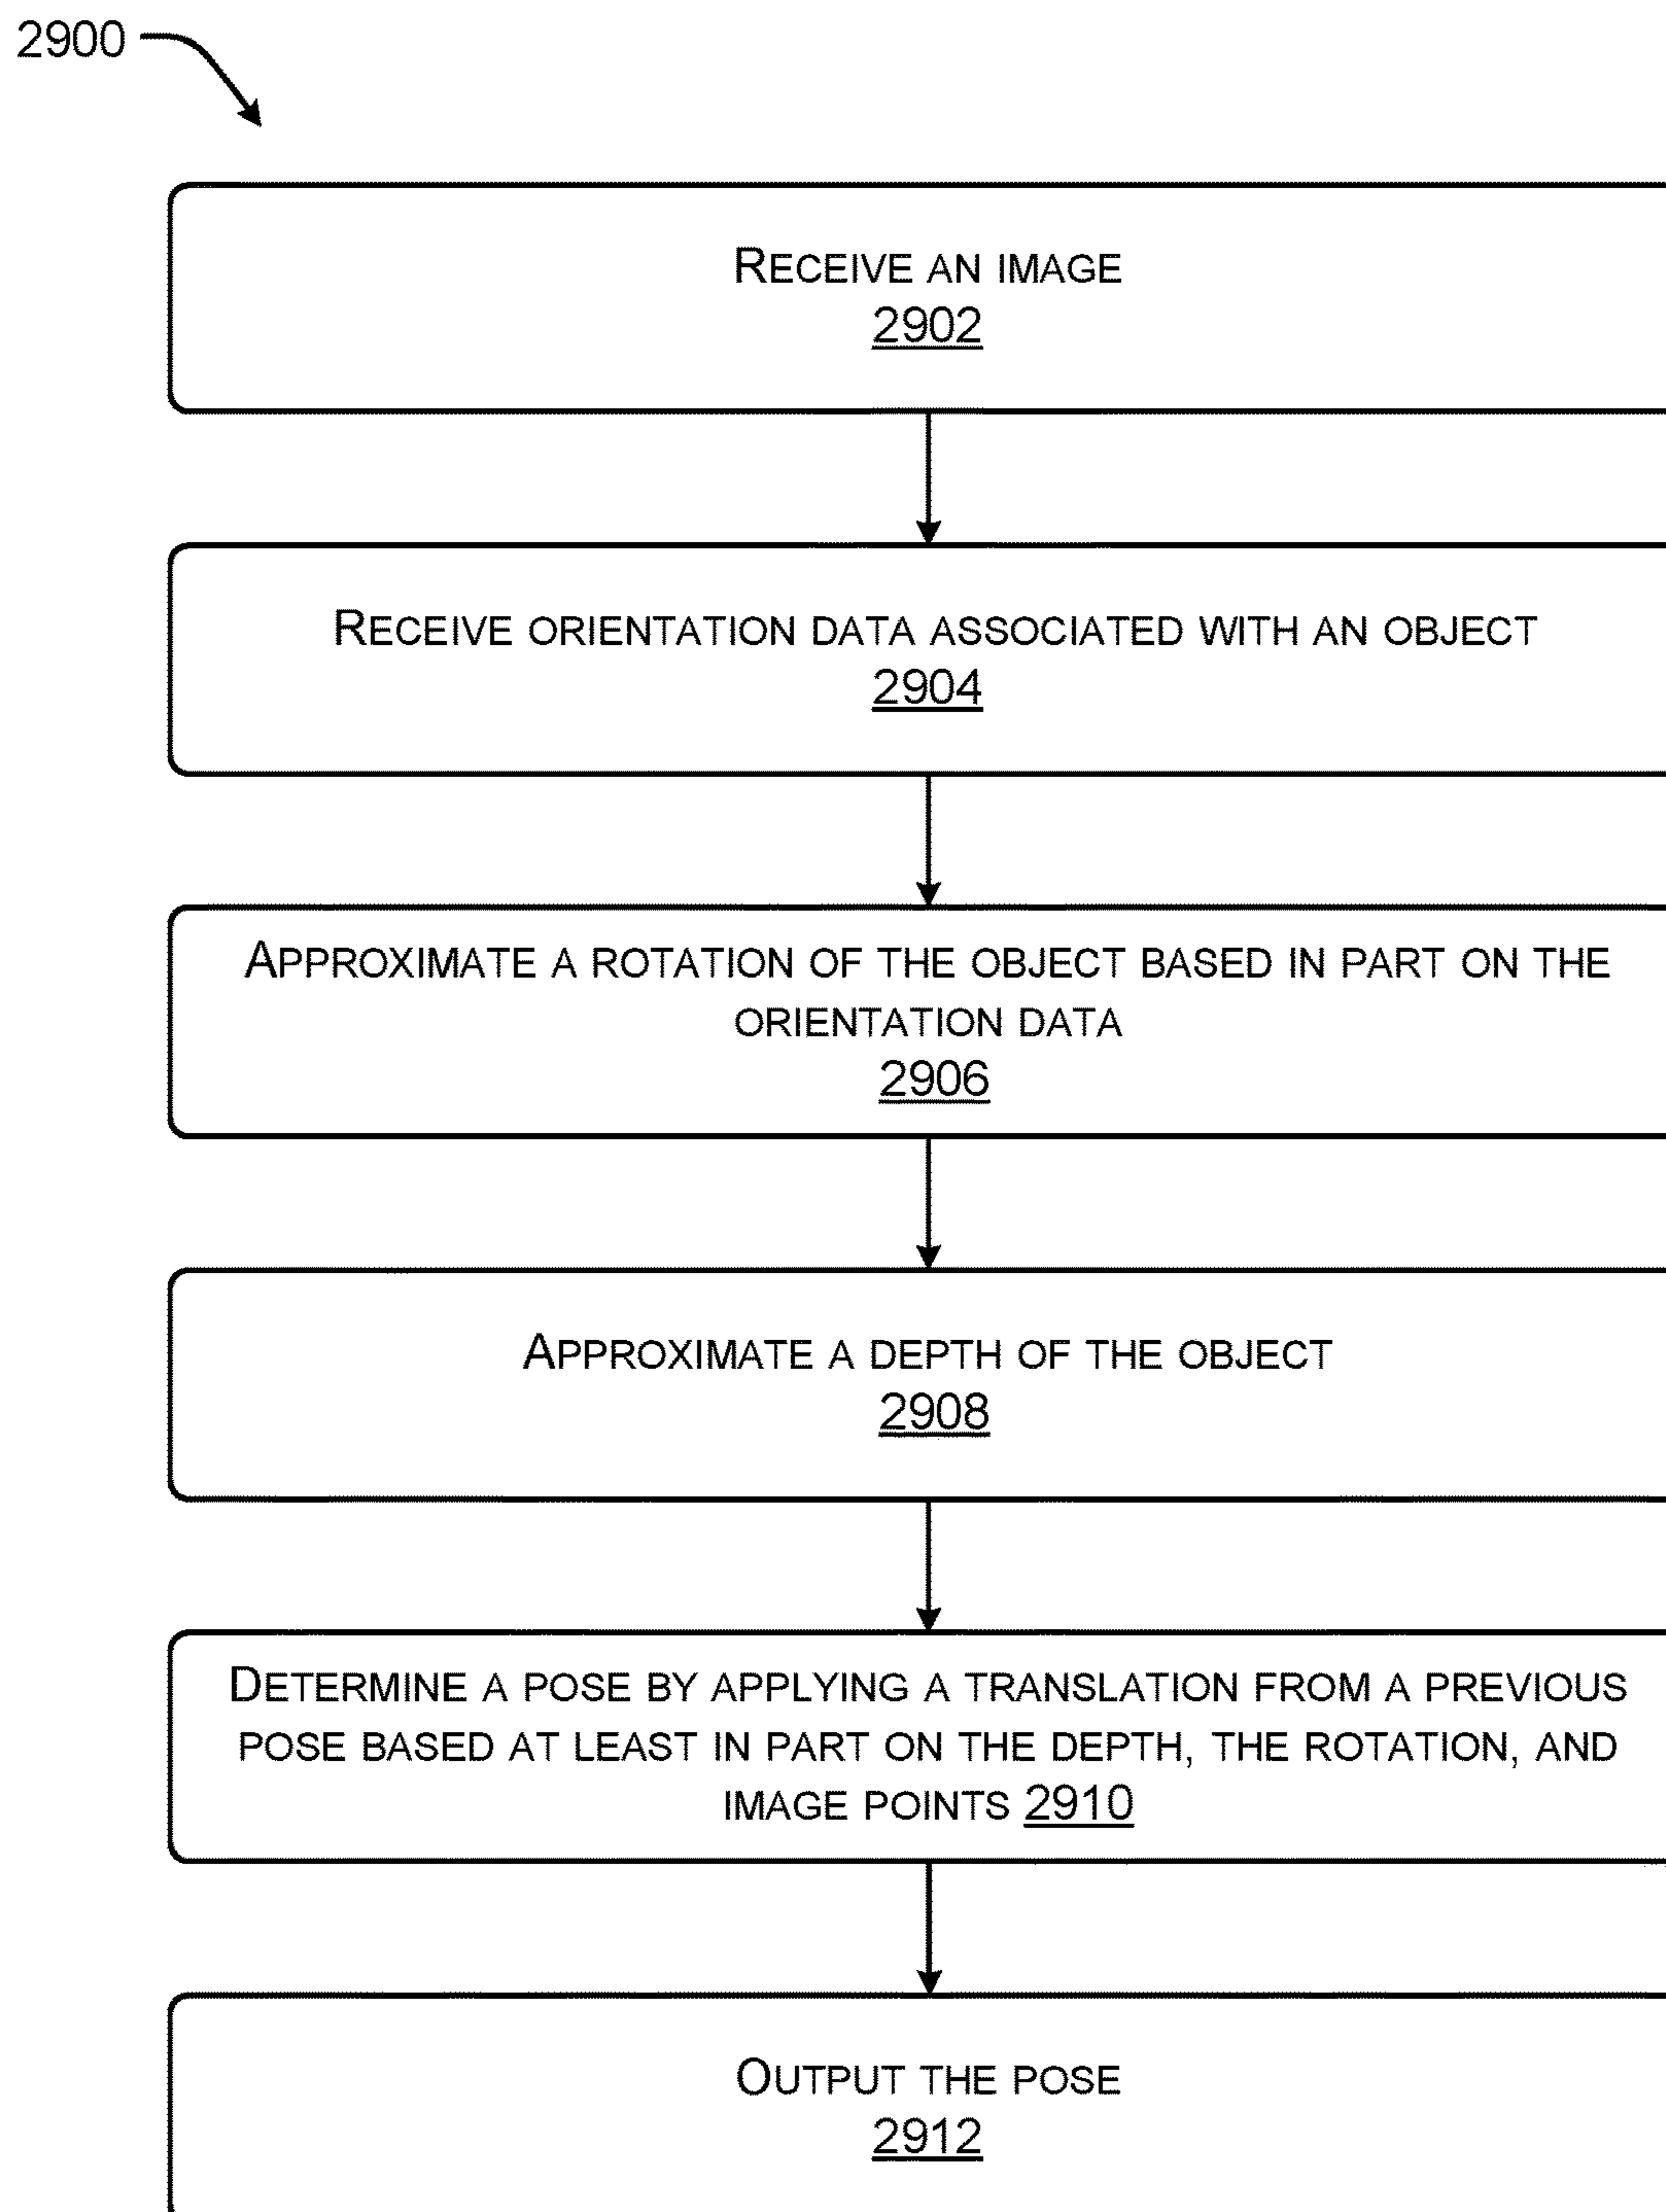 2900
RECEIVE AN IMAGE
2902
RECEIVE ORIENTATION DATA ASSOCIATED WITH AN OBJECT
2904
APPROXIMATE A ROTATION OF THE OBJECT BASED IN PART ON THE
ORIENTATION DATA
2906
APPROXIMATE A DEPTH OF THE OBJECT
2908
DETERMINE A POSE BY APPLYING A TRANSLATION FROM A PREVIOUS
POSE BASED AT LEAST IN PART ON THE DEPTH, THE ROTATION, AND
IMAGE POINTS 2910
OUTPUT THE POSE
2912